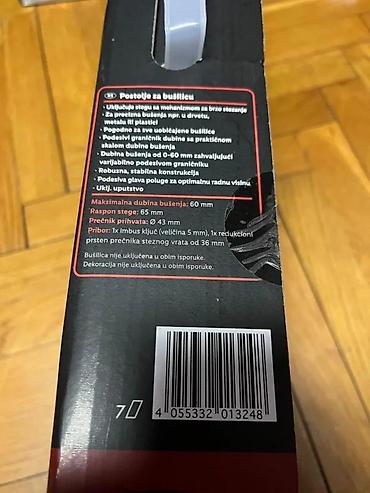 RS Postolje za bušilicu
• Uključuje stegu sa mehanizmom za brzo stezanje
• Za precizna bušenja npr. u drvetu,
metalu ili plastici
• Pogodno za sve uobičajene bušilice
• Podesivi graničnik dubine sa praktičnom
skalom dubine bušenja
• Dubina bušenja od 0-60 mm zahvaljujući
varijabilno podesivom graničniku
• Robusna, stabilna konstrukcija
• Podesiva glava poluge za optimalnu radnu visinu
• Uklj. uputstvo
Maksimalna dubina bušenja: 60 mm
Raspon stege: 65 mm
Prečnik prihvata: Ø 43 mm
Pribor: 1x imbus ključ (veličina 5 mm), 1x redukcioni
prsten prečnika steznog vrata od 36 mm
Bušilica nije uključena u obim isporuke.
Dekoracija nije uključena u obim isporuke.
7
4 055332 013248